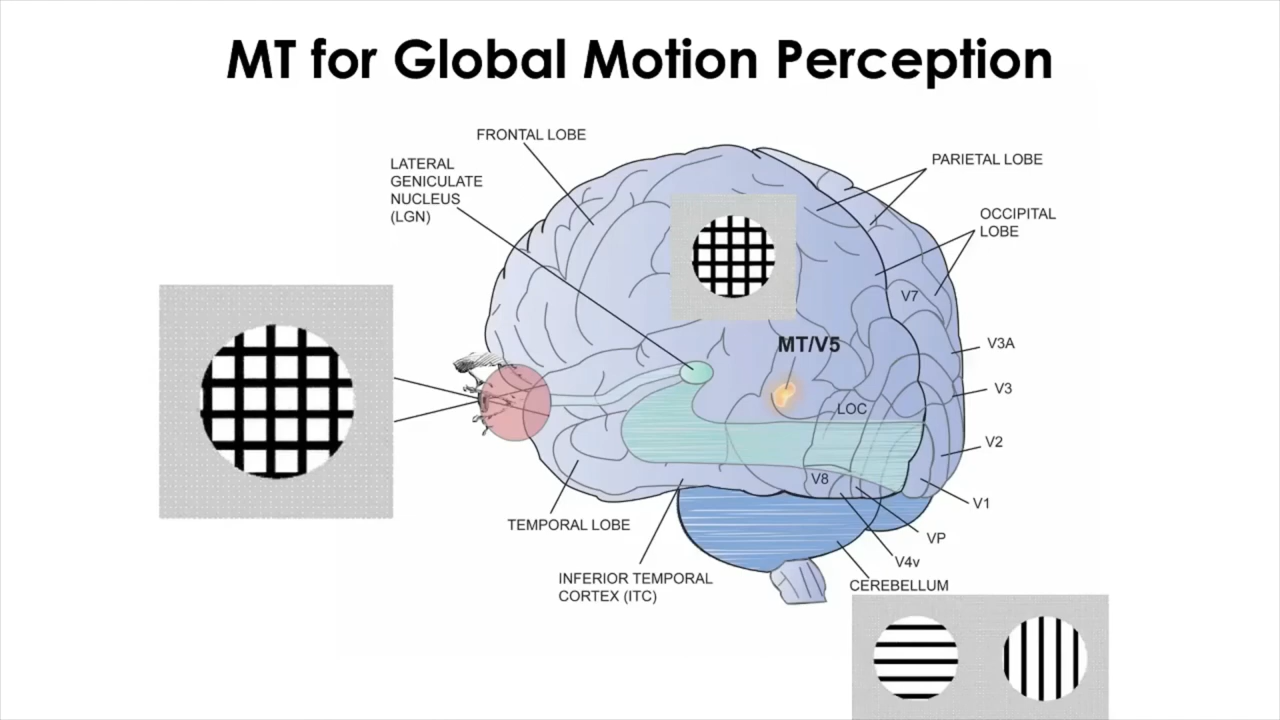 MT for Global Motion Perception
FRONTAL LOBE
LATERAL
GENICULATE
NUCLEUS
(LGN)
PARIETAL LOBE
OCCIPITAL
LOBE
V7
MT/V5
V3A
V3
LOC
V2
V8
V1
TEMPORAL LOBE
VP
V4v
INFERIOR TEMPORAL
CORTEX (ITC)
CEREBELLUM